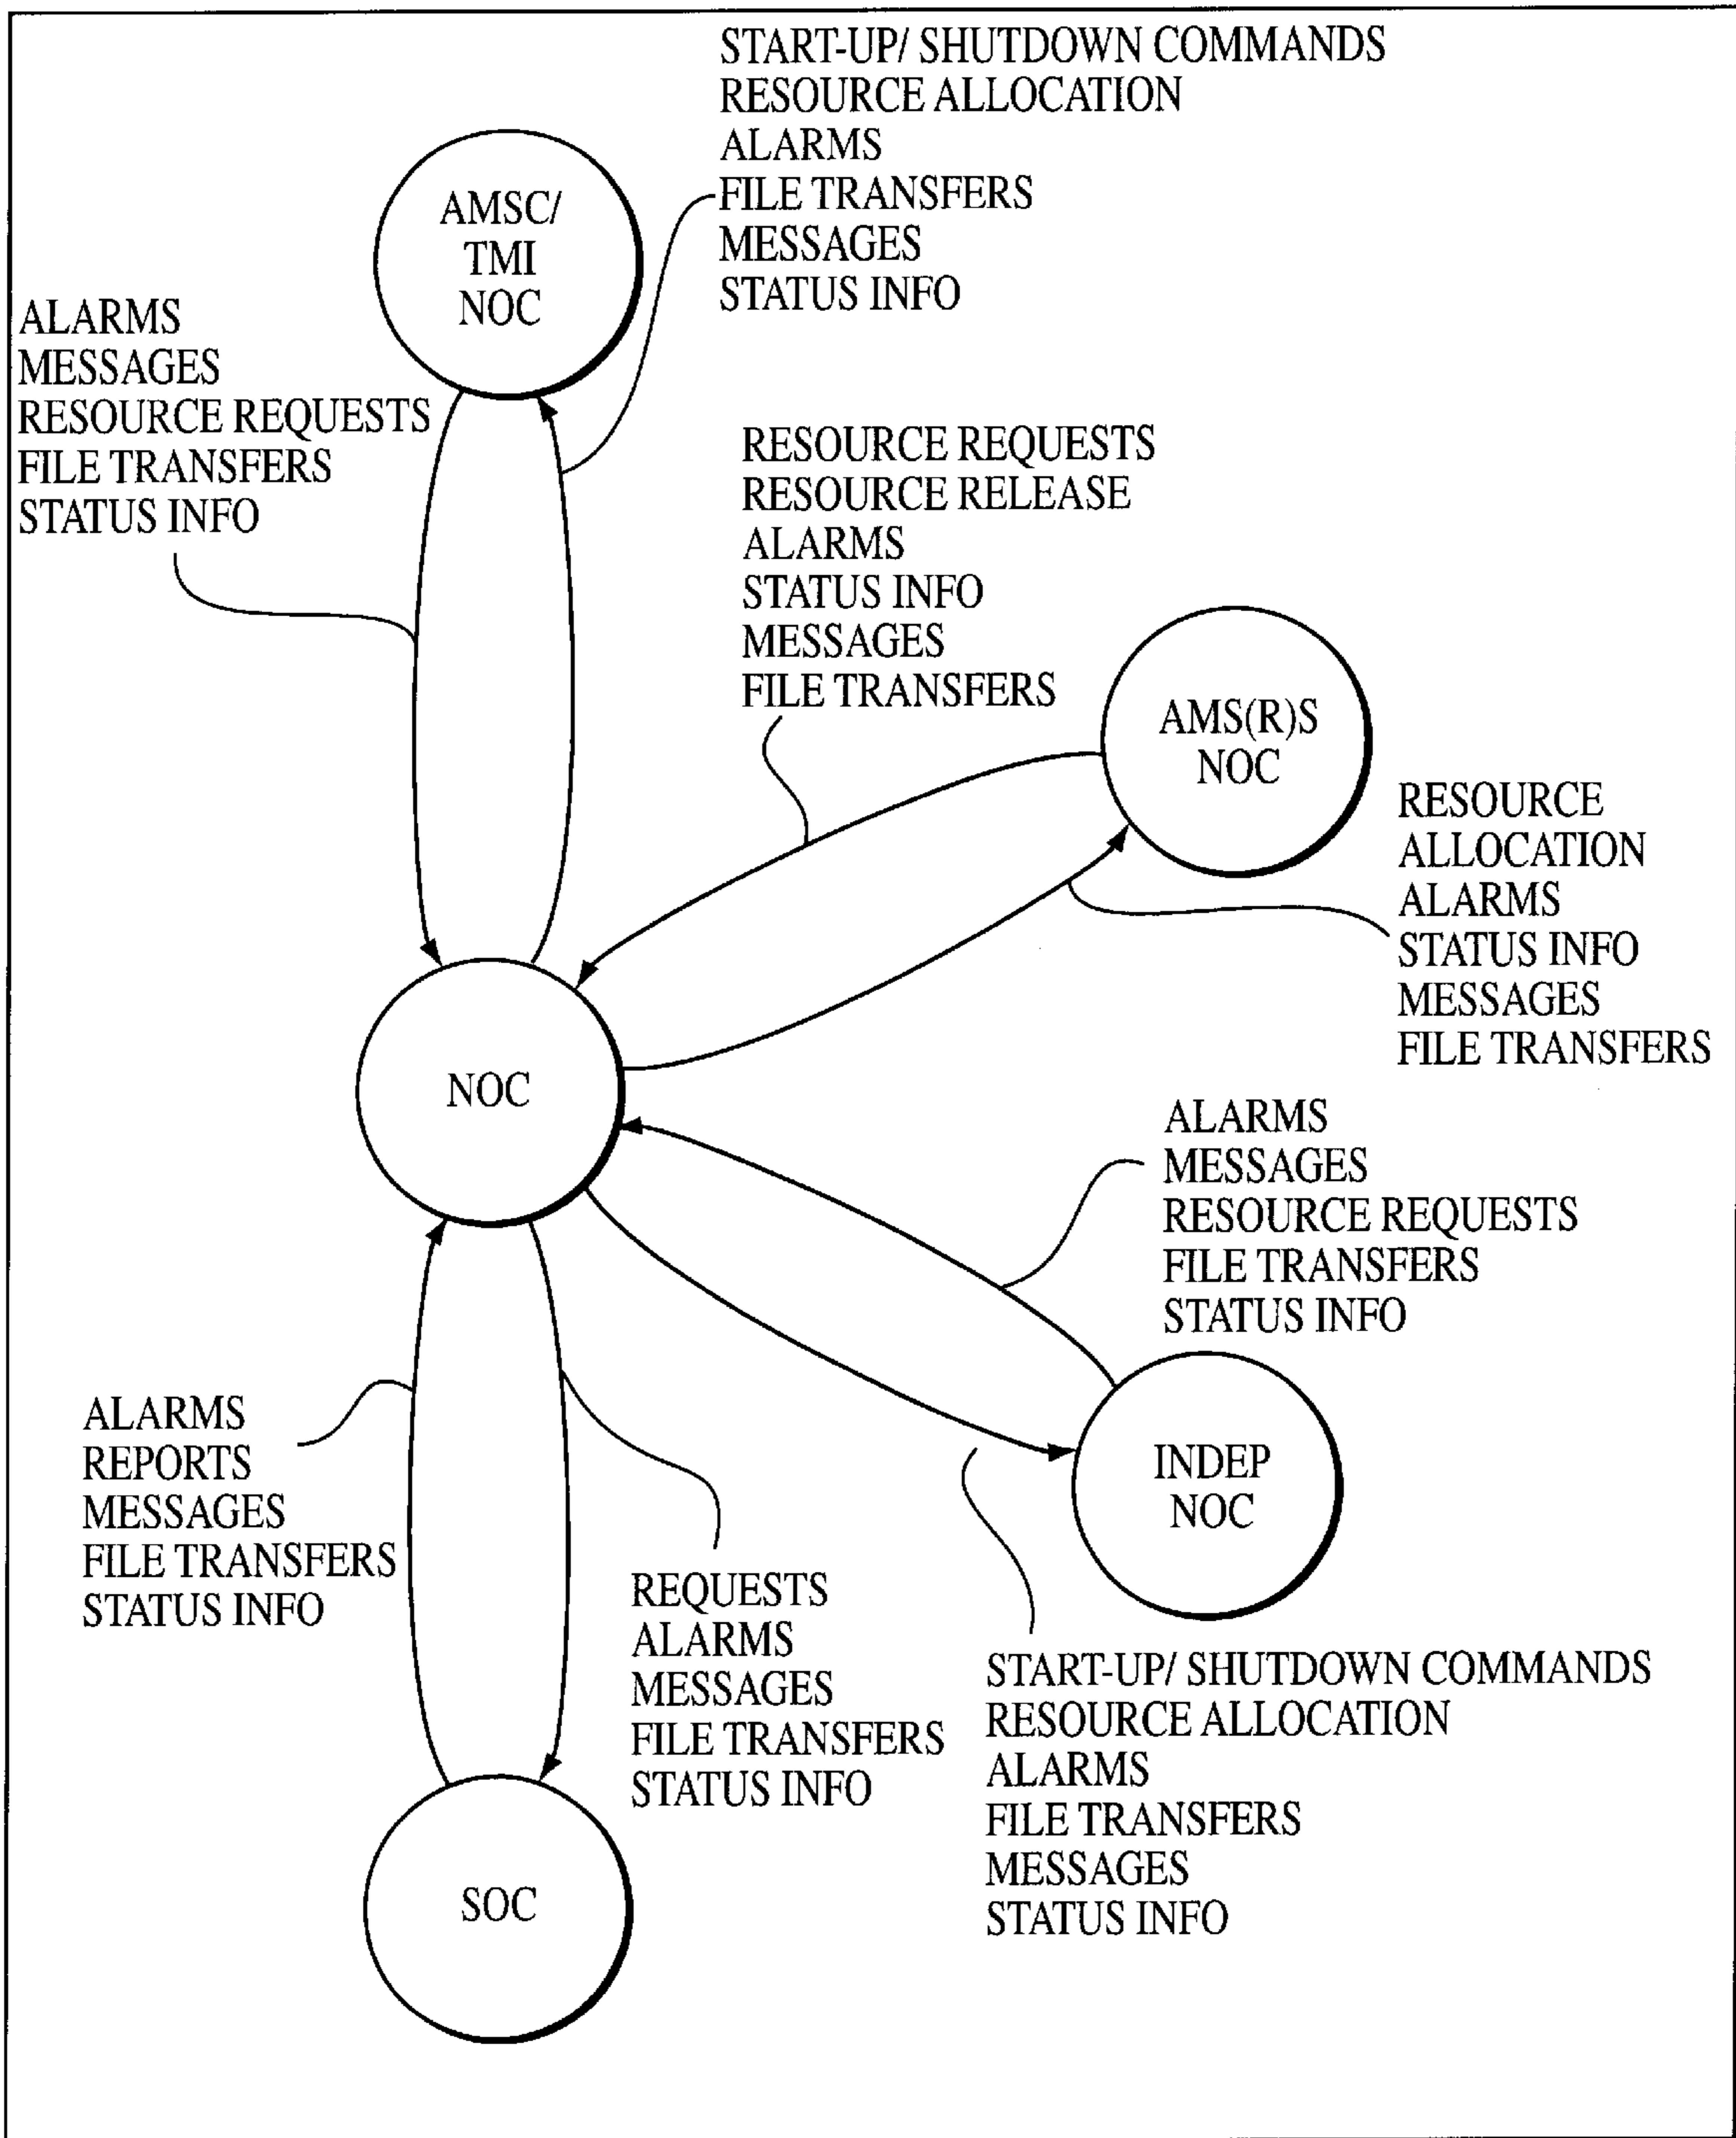 START-UP/ SHUTDOWN COMMANDS
RESOURCE ALLOCATION
ALARMS
FILE TRANSFERS
MESSAGES
STATUS INFO
AMSC/
TMI
NOC
ALARMS
MESSAGES
RESOURCE REQUESTS
FILE TRANSFERS
STATUS INFO
RESOURCE REQUESTS
RESOURCE RELEASE
ALARMS
STATUS INFO
MESSAGES
FILE TRANSFERS
AMS(R)S
NOC
RESOURCE
ALLOCATION
ALARMS
STATUS INFO
MESSAGES
FILE TRANSFERS
NOC
ALARMS
MESSAGES
RESOURCE REQUESTS
FILE TRANSFERS
STATUS INFO
INDEP
NOC
ALARMS
REPORTS
MESSAGES
FILE TRANSFERS
STATUS INFO
REQUESTS
ALARMS
MESSAGES
FILE TRANSFERS
STATUS INFO
START-UP/ SHUTDOWN COMMANDS
RESOURCE ALLOCATION
ALARMS
FILE TRANSFERS
MESSAGES
STATUS INFO
SOC